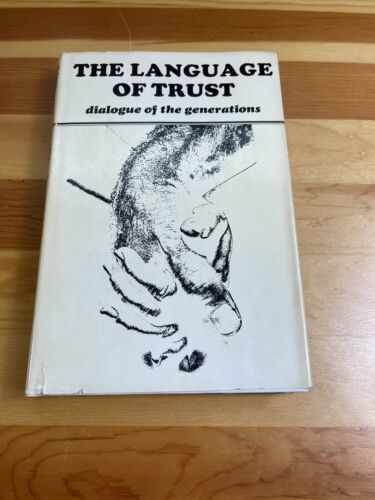 THE LANGUAGE
OF TRUST
dialogue of the generations